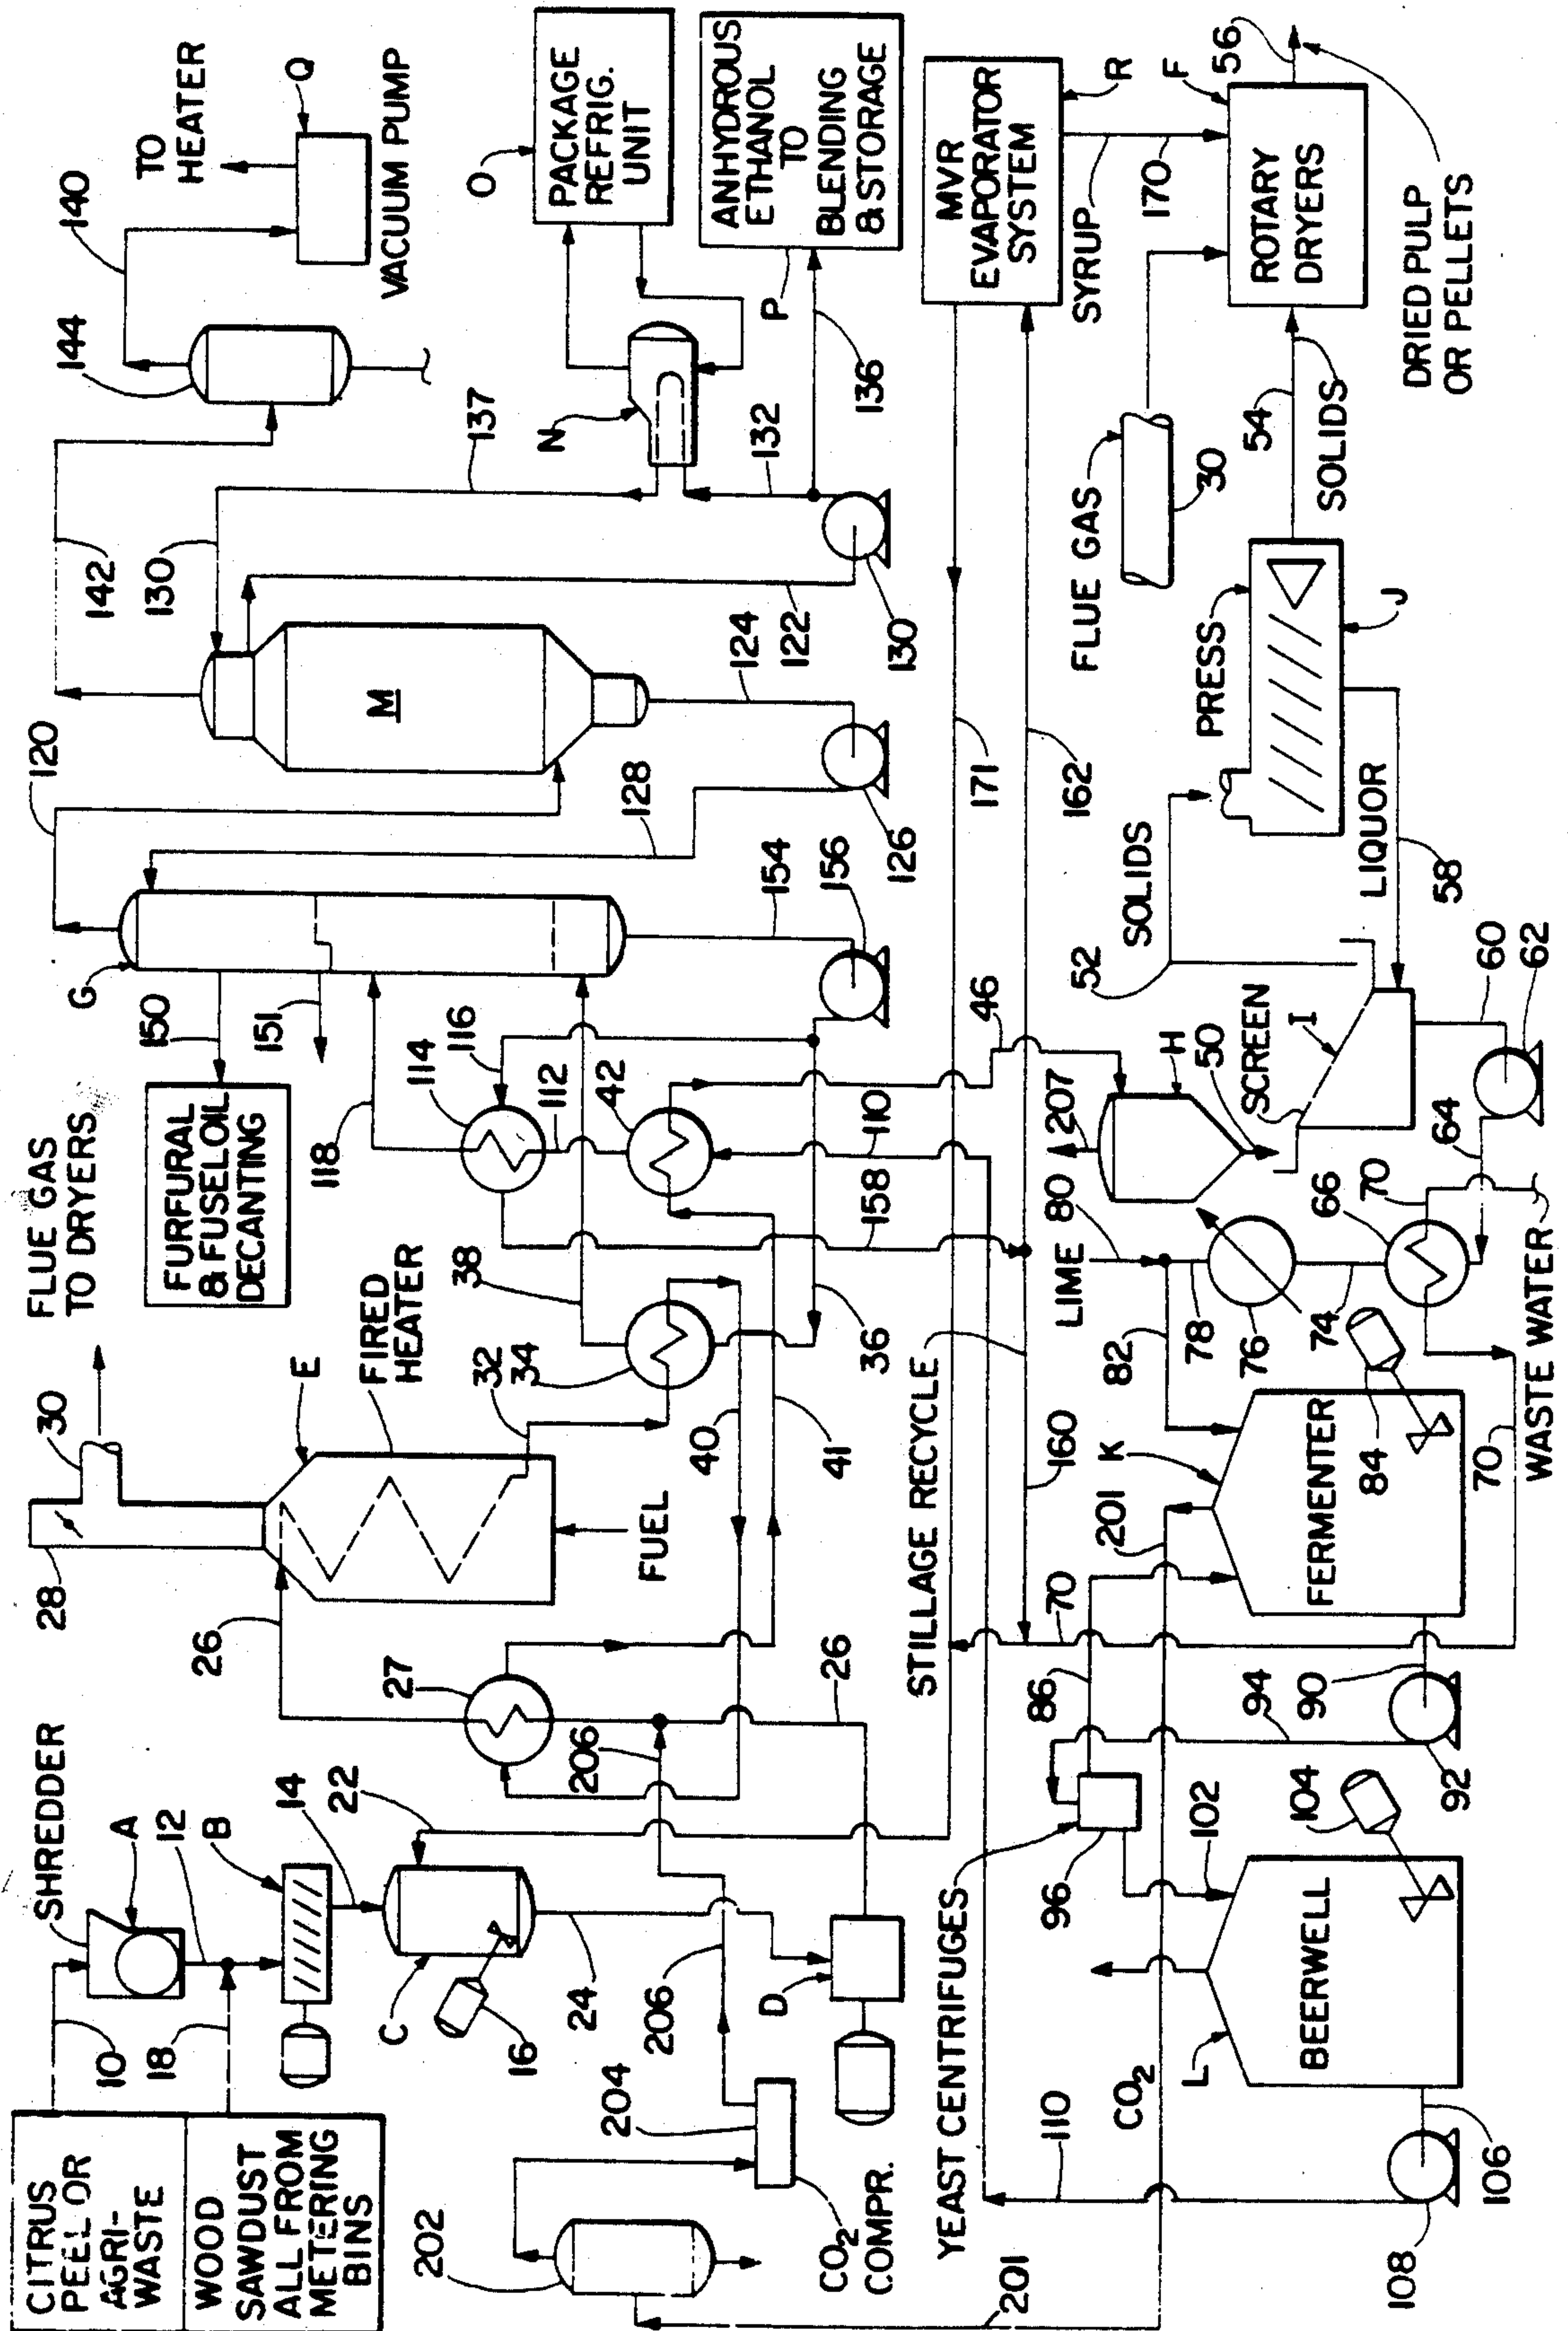 CITRUS
PEEL OR
AGRI-
WASTE
WOOD
SAWDUST
ALL FROM
METERING
BINS
10
18
SHREDDER
A
12
B
14
C
16
22
24
D
26
28
30
FLUE GAS
TO DRYERS
E
FIRED
HEATER
FUEL
26
27
32
34
38
40
41
36
206
206
204
202
CO2
COMPR.
201
FURFURAL
& FUSELOIL
DECANTING
150
151
G
118
114
116
112
42
110
158
46
154
156
120
128
126
124
122
M
130
130
142
144
140
TO
HEATER
Q
VACUUM PUMP
137
N
132
136
O
PACKAGE
REFRIG.
UNIT
P
ANHYDROUS
ETHANOL
TO
BLENDING
& STORAGE
MVR
EVAPORATOR
SYSTEM
R
SYRUP
170
171
162
STILLAGE RECYCLE
160
70
YEAST CENTRIFUGES
96
86
94
92
90
102
104
BEERWELL
L
CO2
110
106
108
201
K
FERMENTER
84
82
LIME
80
78
76
74
66
70
70
WASTE WATER
64
62
60
207
H
50
SCREEN
I
52
SOLIDS
LIQUOR
58
PRESS
J
FLUE GAS
30
54
SOLIDS
ROTARY
DRYERS
F
56
DRIED PULP
OR PELLETS